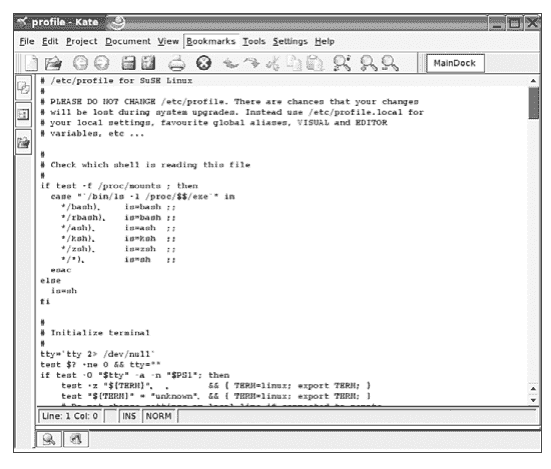 profile - Kate
File Edit Project Document View Bookmarks Tools Settings Help
MainDock
# /etc/profile for SuSE Linux
#
# PLEASE DO NOT CHANGE /etc/profile. There are chances that your changes
# will be lost during system upgrades. Instead use /etc/profile.local for
# your local settings, favourite global aliases, VISUAL and EDITOR
# variables, etc ...
#
# Check which shell is reading this file
#
if test -f /proc/mounts ; then
case "`/bin/ls -l /proc/$$/exe`" in
*/bash) is=bash ;;
*/rbash) is=bash ;;
*/ash) is=ash ;;
*/ksh) is=ksh ;;
*/zsh) is=zsh ;;
*/*) is=sh ;;
esac
else
is=sh
fi
#
# Initialize terminal
#
tty=`tty 2> /dev/null`
test $? -ne 0 && tty=""
if test -O "$tty" -a -n "$PS1"; then
test -z "${TERM}" && { TERM=linux; export TERM; }
test "${TERM}" = "unknown" && { TERM=linux; export TERM; }
Line: 1 Col: 0 INS NORM